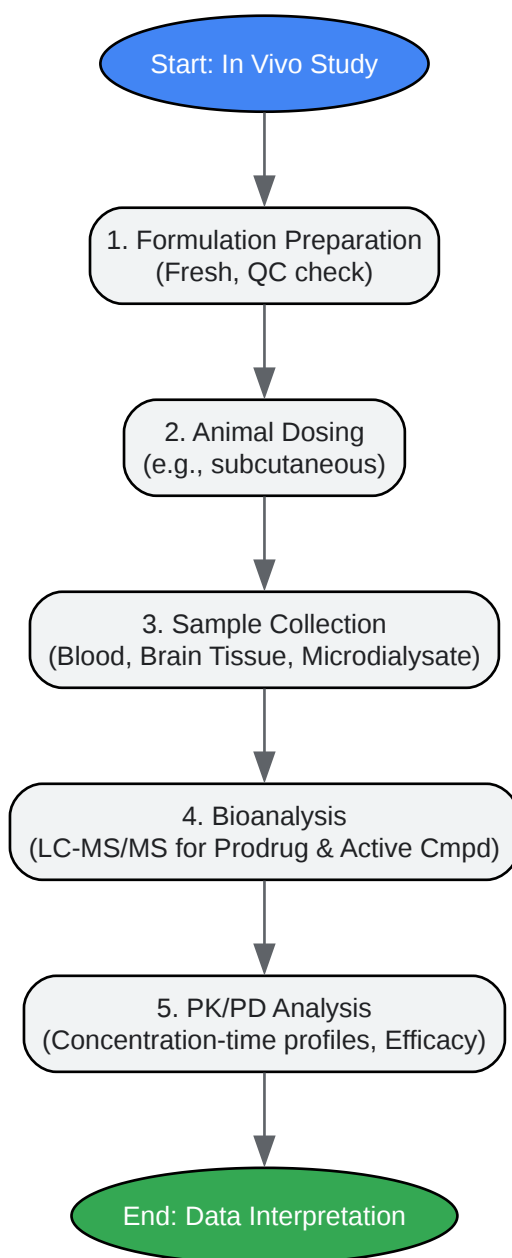 Start: In Vivo Study
1. Formulation Preparation
(Fresh, QC check)
2. Animal Dosing
(e.g., subcutaneous)
3. Sample Collection
(Blood, Brain Tissue, Microdialysate)
4. Bioanalysis
(LC-MS/MS for Prodrug & Active Cmpd)
5. PK/PD Analysis
(Concentration-time profiles, Efficacy)
End: Data Interpretation